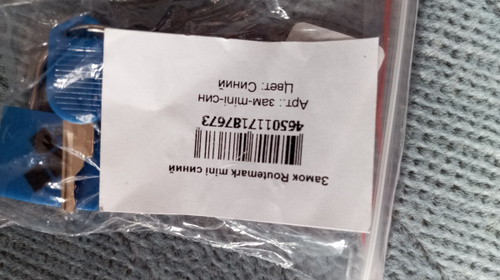 Замок Routemark mini синий
4650117187673
Арт.: зам-mini-син
Цвет: Синий